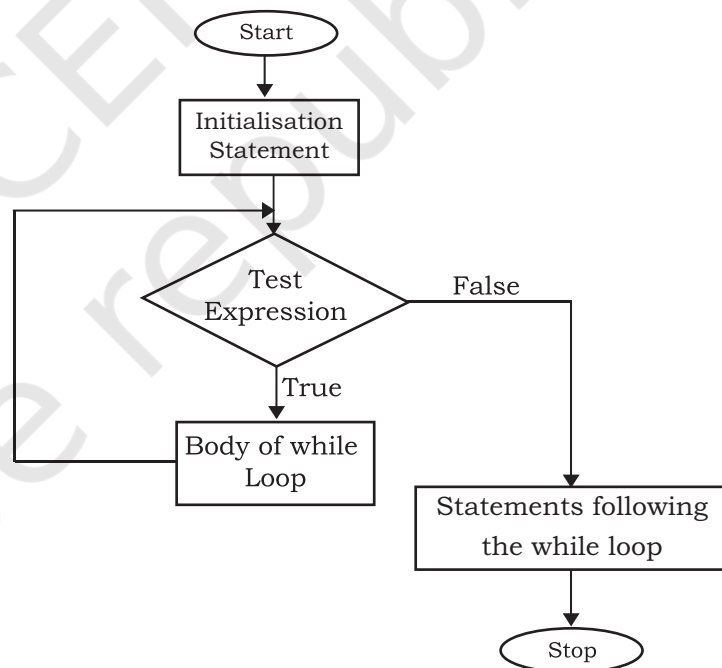 Start
Initialisation
Statement
Test
Expression
False
True
Body of while
Loop
Statements following
the while loop
Stop